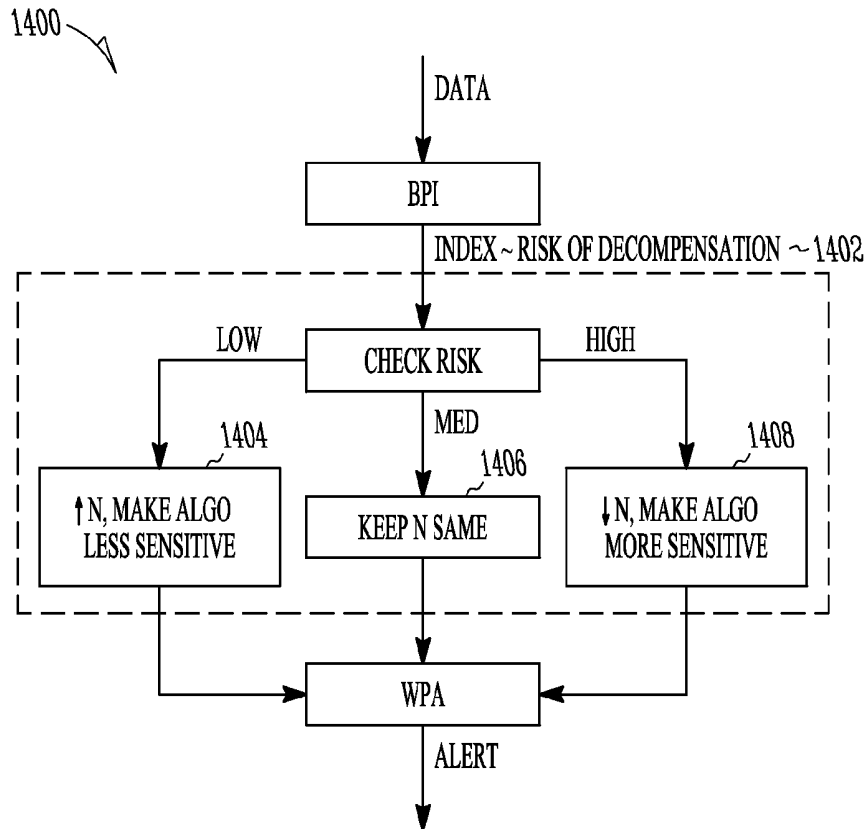 1400
DATA
BPI
INDEX ~ RISK OF DECOMPENSATION ~1402
LOW
CHECK RISK
HIGH
MED
1404
1406
1408
↑ N, MAKE ALGO
LESS SENSITIVE
KEEP N SAME
↓ N, MAKE ALGO
MORE SENSITIVE
WPA
ALERT